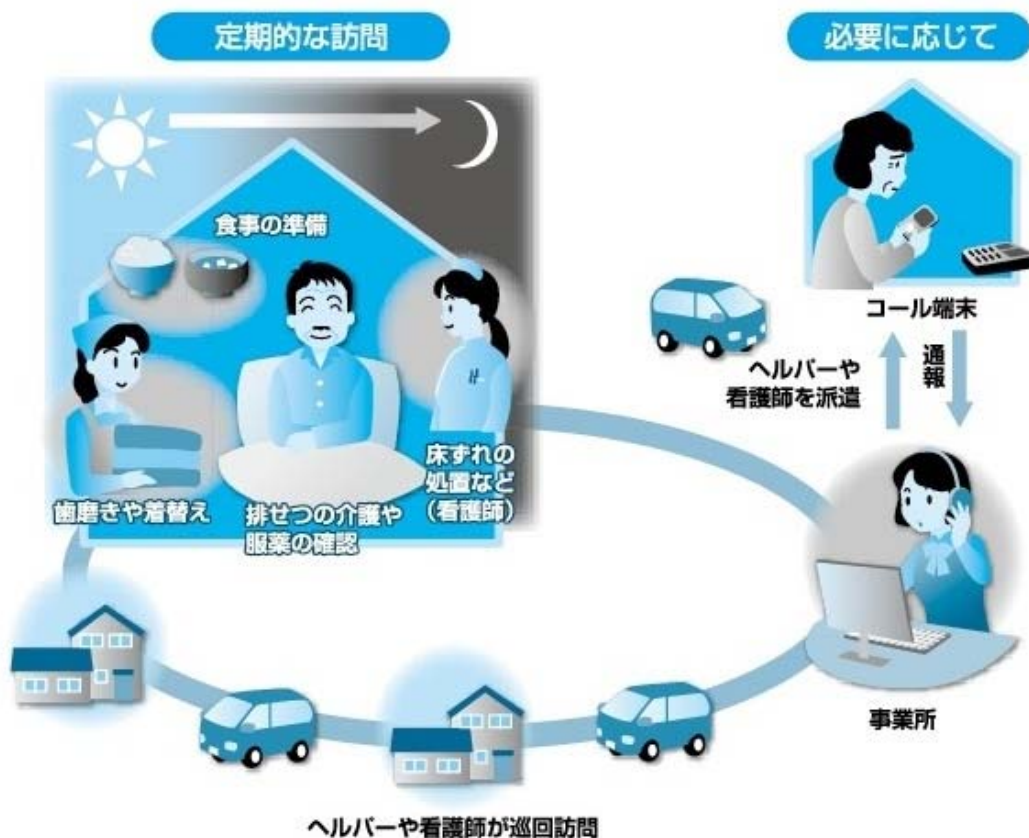 定期的な訪問
必要に応じて
食事の準備
歯磨きや着替え
排せつの介護や
服薬の確認
床ずれの
処置など
（看護師）
コール端末
ヘルパーや
看護師を派遣
通報
事業所
ヘルパーや看護師が巡回訪問